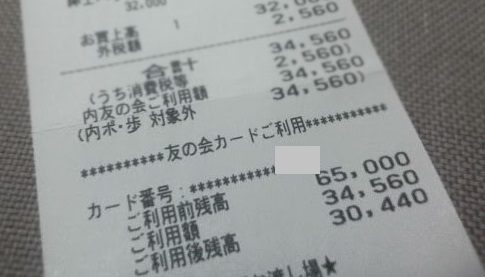 32,000
お買上高 1 32,000
外税額 2,560
合計 34,560
(うち消費税等 2,560)
内友の会ご利用額 34,560
(内ポ・歩 対象外 34,560)
**********友の会カードご利用***********
カード番号：***********
ご利用前残高 65,000
ご利用額 34,560
ご利用後残高 30,440
渡し場★